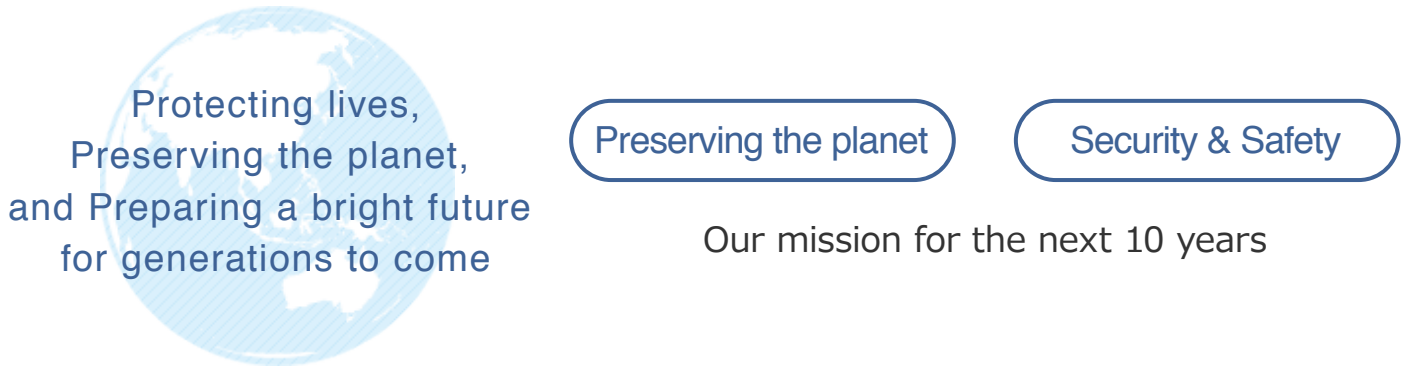 Protecting lives,
Preserving the planet,
and Preparing a bright future
for generations to come
Preserving the planet
Security & Safety
Our mission for the next 10 years